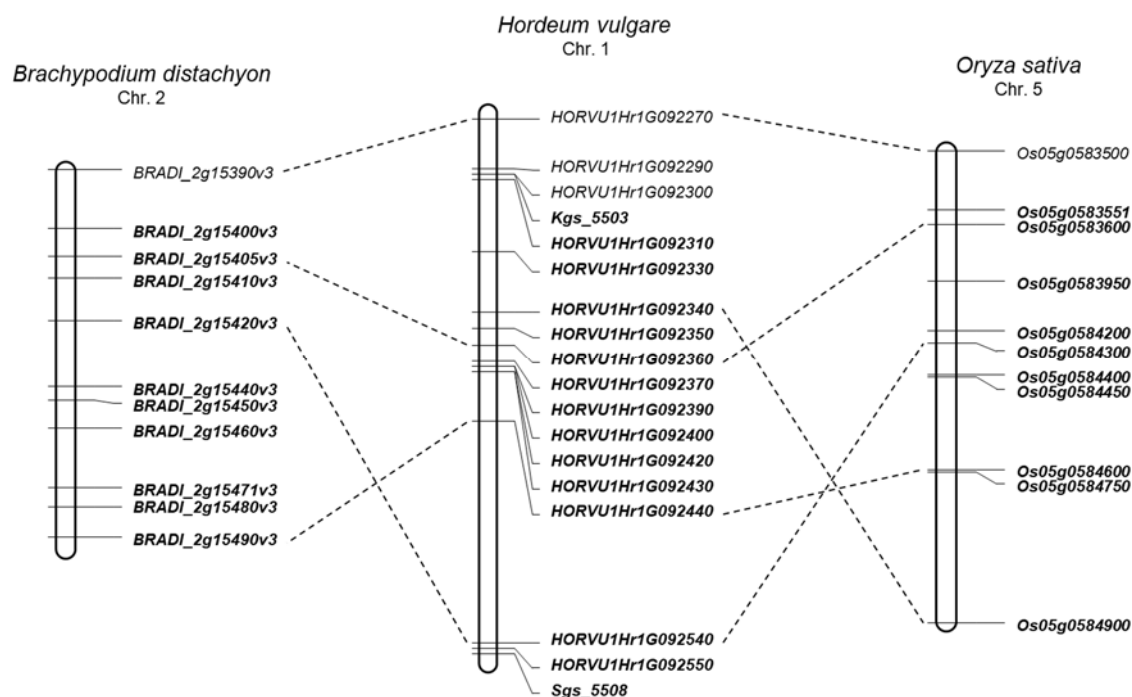 Hordeum vulgare
Chr. 1
Brachypodium distachyon
Chr. 2
Oryza sativa
Chr. 5
BRADI_2g15390v3
BRADI_2g15400v3
BRADI_2g15405v3
BRADI_2g15410v3
BRADI_2g15420v3
BRADI_2g15440v3
BRADI_2g15450v3
BRADI_2g15460v3
BRADI_2g15471v3
BRADI_2g15480v3
BRADI_2g15490v3
HORVU1Hr1G092270
HORVU1Hr1G092290
HORVU1Hr1G092300
Kgs_5503
HORVU1Hr1G092310
HORVU1Hr1G092330
HORVU1Hr1G092340
HORVU1Hr1G092350
HORVU1Hr1G092360
HORVU1Hr1G092370
HORVU1Hr1G092390
HORVU1Hr1G092400
HORVU1Hr1G092420
HORVU1Hr1G092430
HORVU1Hr1G092440
HORVU1Hr1G092540
HORVU1Hr1G092550
Sgs_5508
Os05g0583500
Os05g0583551
Os05g0583600
Os05g0583950
Os05g0584200
Os05g0584300
Os05g0584400
Os05g0584450
Os05g0584600
Os05g0584750
Os05g0584900